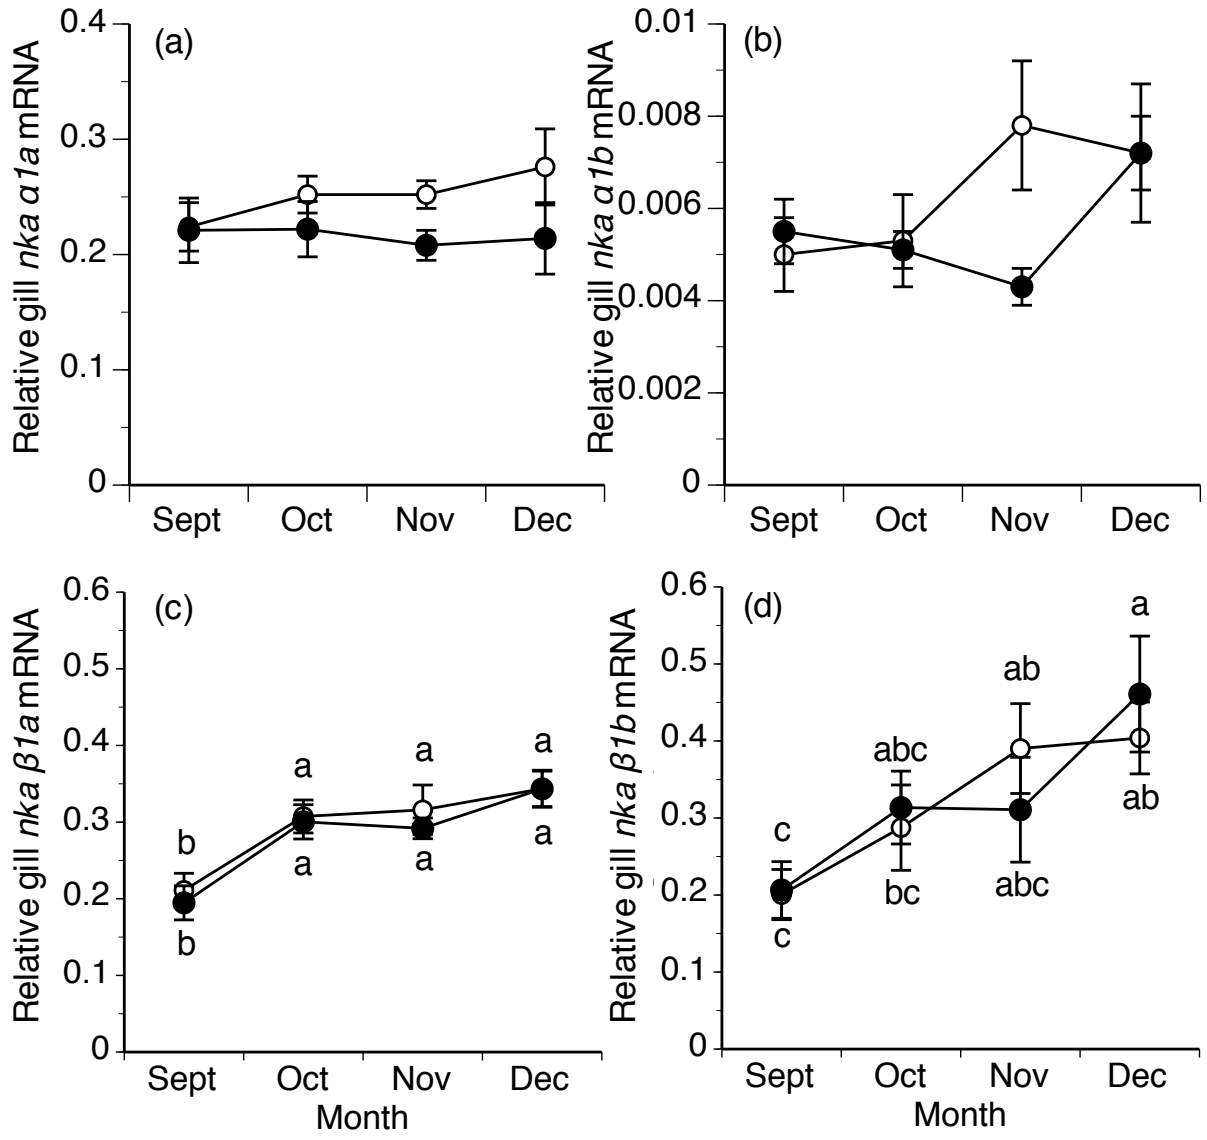 (a)
Relative gill nka α1a mRNA
0.4
0.3
0.2
0.1
0
Sept Oct Nov Dec
(b)
Relative gill nka α1b mRNA
0.01
0.008
0.006
0.004
0.002
0
Sept Oct Nov Dec
(c)
Relative gill nka β1a mRNA
0.6
0.5
0.4
0.3
0.2
0.1
0
b a a a
b a a a
Sept Oct Nov Dec
Month
(d)
Relative gill nka β1b mRNA
0.6
0.5
0.4
0.3
0.2
0.1
0
c abc ab a
c bc abc ab
Sept Oct Nov Dec
Month